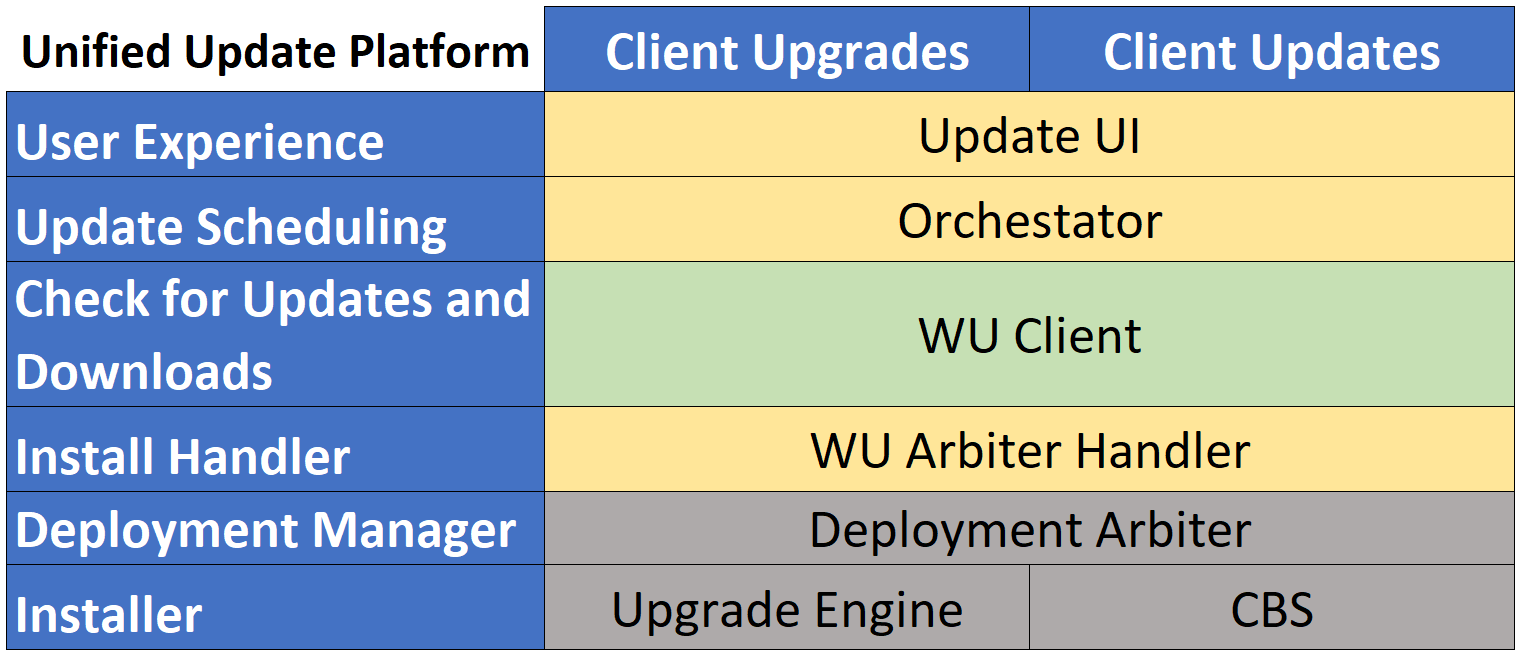 Unified Update Platform Client Upgrades Client Updates
User Experience Update UI
Update Scheduling Orchestator
Check for Updates and
Downloads WU Client
Install Handler WU Arbiter Handler
Deployment Manager Deployment Arbiter
Installer Upgrade Engine CBS